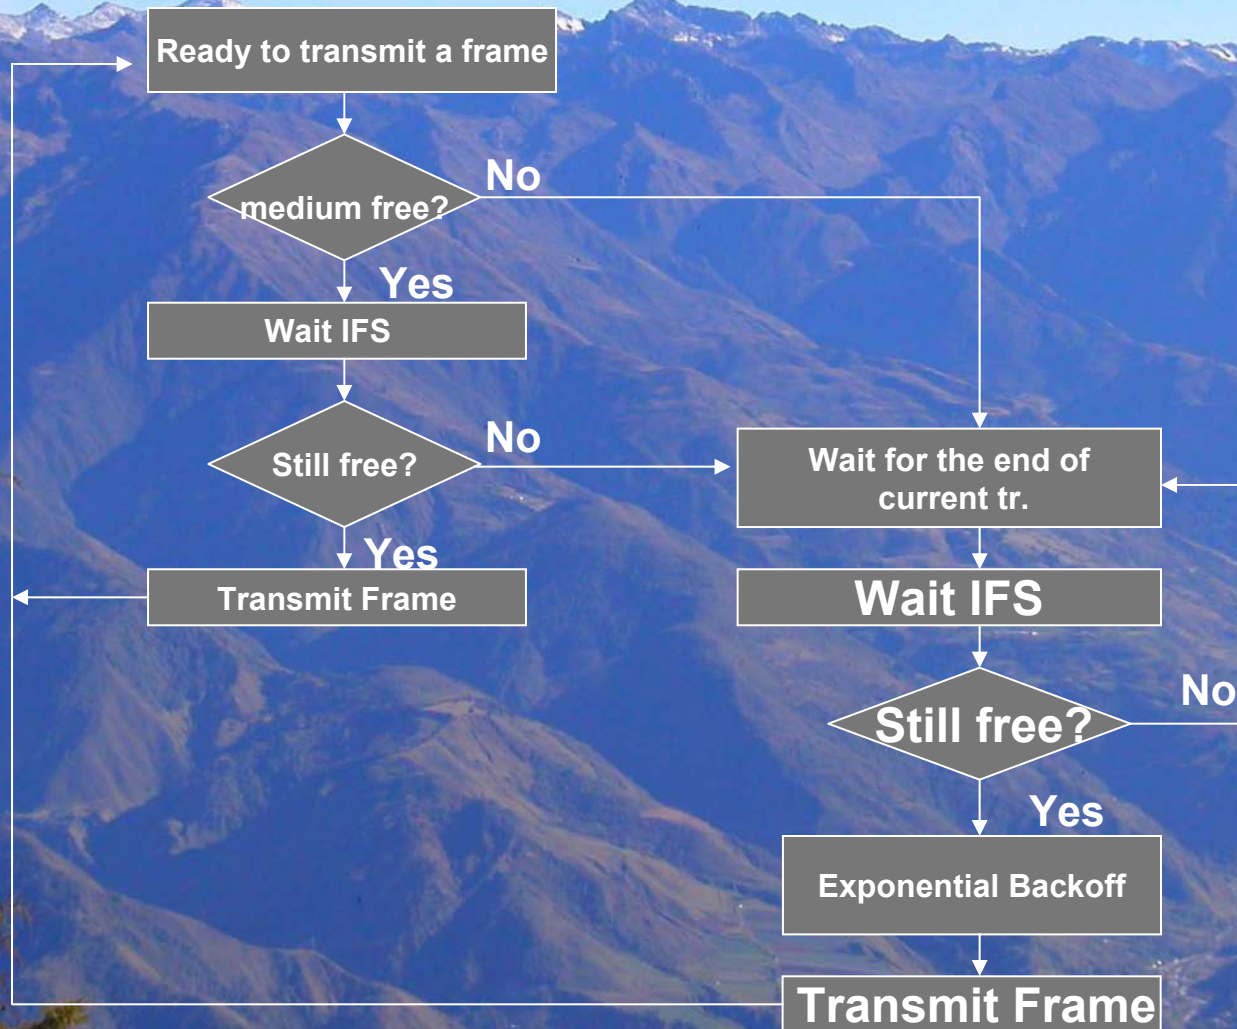 Ready to transmit a frame
medium free?
No
Yes
Wait IFS
Still free?
No
Yes
Transmit Frame
Wait for the end of
current tr.
Wait IFS
Still free?
No
Yes
Exponential Backoff
Transmit Frame